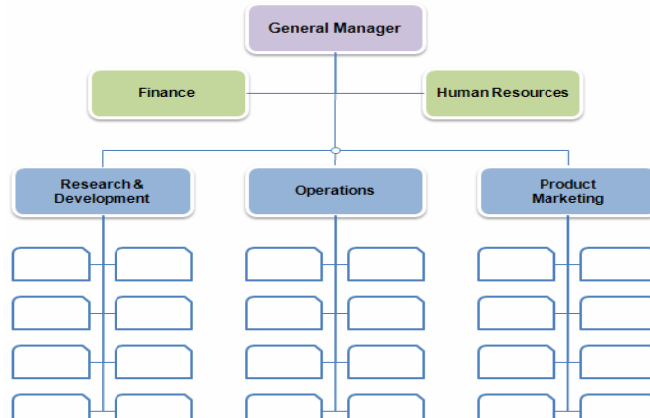 General Manager
Finance
Human Resources
Research &
Development
Operations
Product
Marketing